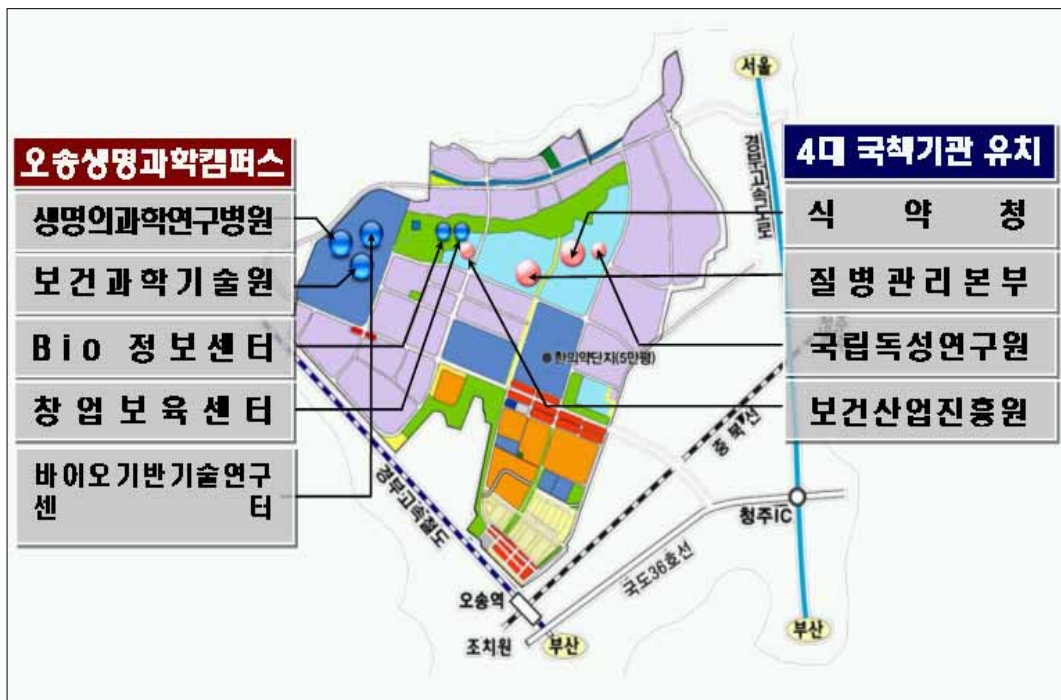 오송생명과학캠퍼스
생명의과학연구병원
보건과학기술원
Bio 정보센터
창업보육센터
바이오기반기술연구
센터
4대 국책기관 유치
식약청
질병관리본부
국립독성연구원
보건산업진흥원
서울
경부고속도로
한의약단지(5만평)
청주
충북선
경부고속철도
청주IC
국도36호선
오송역
조치원
부산
부산